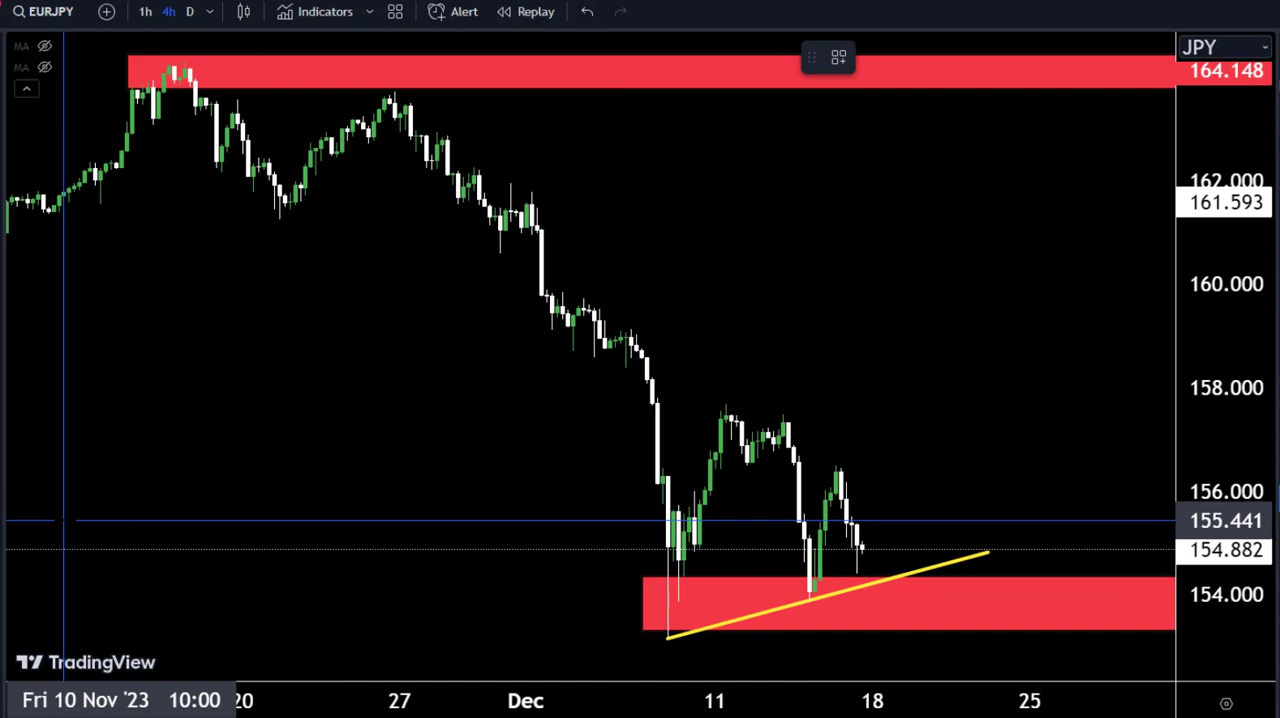 EURJPY 1h 4h D Indicators Alert Replay
MA
MA
JPY
164.148
162.000
161.593
160.000
158.000
156.000
155.441
154.882
154.000
TradingView
Fri 10 Nov '23 10:00 20 27 Dec 11 18 25